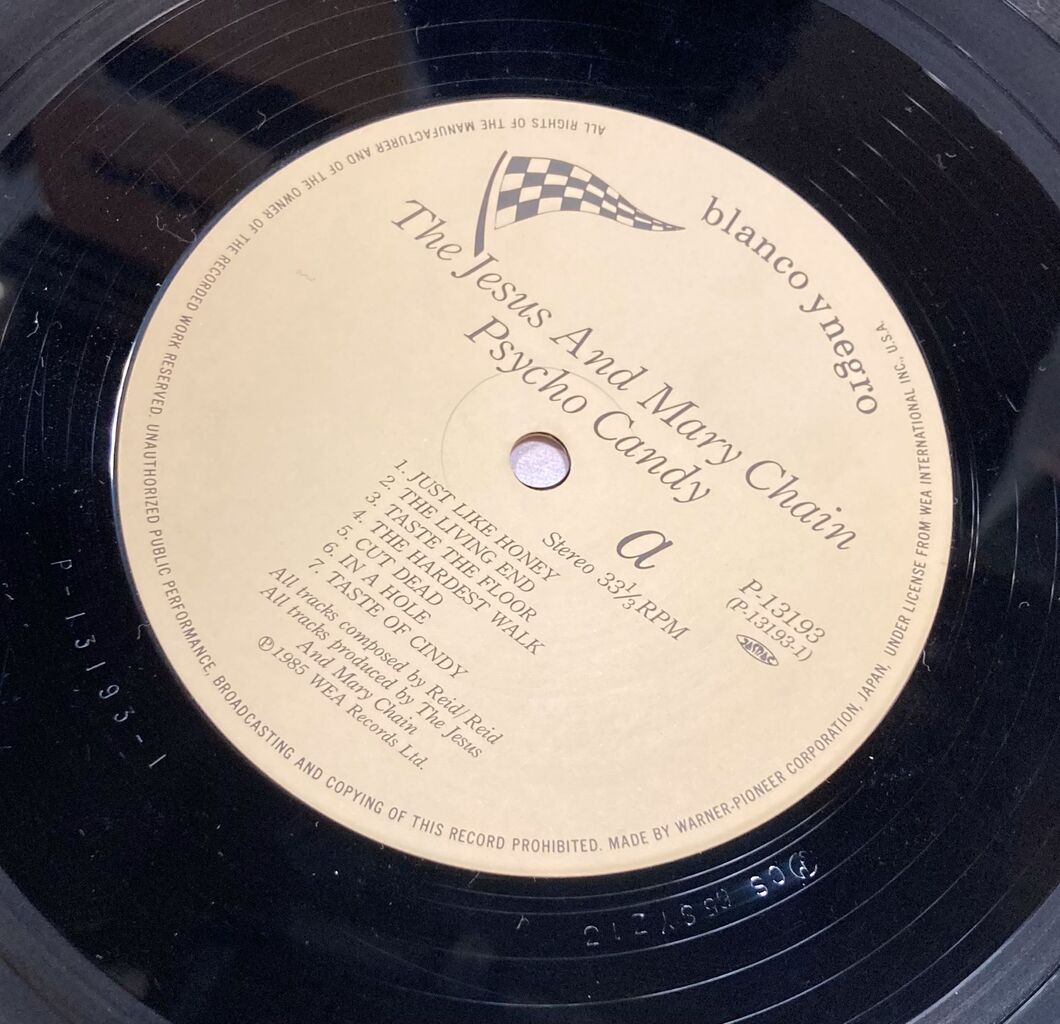 blanco y negro
The Jesus And Mary Chain
Psycho Candy
a
Stereo 33⅓ RPM
P-13193
(P-13193-1)
JASRAC
1. JUST LIKE HONEY
2. THE LIVING END
3. TASTE THE FLOOR
4. THE HARDEST WALK
5. CUT DEAD
6. IN A HOLE
7. TASTE OF CINDY
All tracks composed by Reid/Reid
All tracks produced by The Jesus
And Mary Chain
℗1985 WEA Records Ltd.
ALL RIGHTS OF THE MANUFACTURER AND OF THE OWNER OF THE RECORDED WORK RESERVED. UNAUTHORIZED PUBLIC PERFORMANCE, BROADCASTING AND COPYING OF THIS RECORD PROHIBITED. MADE BY WARNER-PIONEER CORPORATION, JAPAN, UNDER LICENSE FROM WEA INTERNATIONAL INC., U.S.A.
P-13193-1